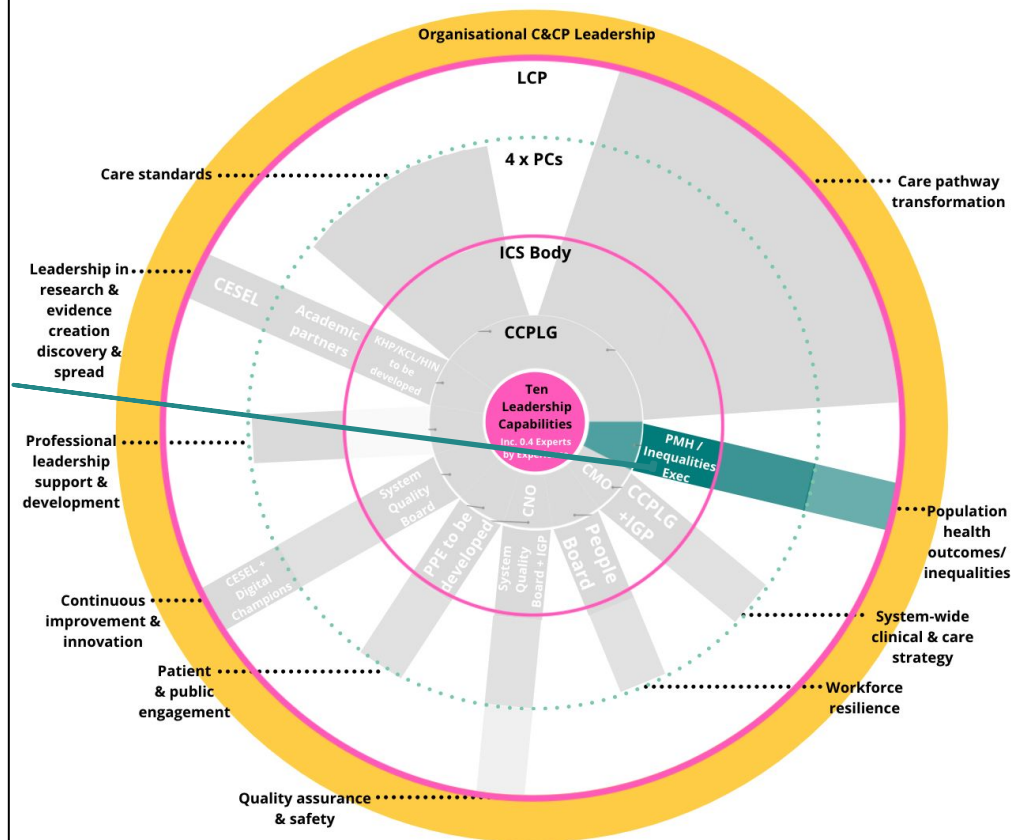 Organisational C&CP Leadership
LCP
4 x PCs
ICS Body
CCPLG
Ten
Leadership
Capabilities
Inc. 0.4 Experts
by
Care standards
Leadership in
research &
evidence
creation
discovery &
spread
Professional
leadership
support &
development
Continuous
improvement &
innovation
Patient
& public
engagement
Quality assurance
& safety
Care pathway
transformation
Population
health
outcomes/
inequalities
System-wide
clinical & care
strategy
Workforce
resilience
CESEL
Academic
partners
KHP/KCL/HIN
to be
developed
System
Quality
Board
CESEL +
Digital
Champions
PPE to be
developed
CNO
System
Quality
Board + IGP
People
Board
CMO
CCPLG
+IGP
PMH /
Inequalities
Exec